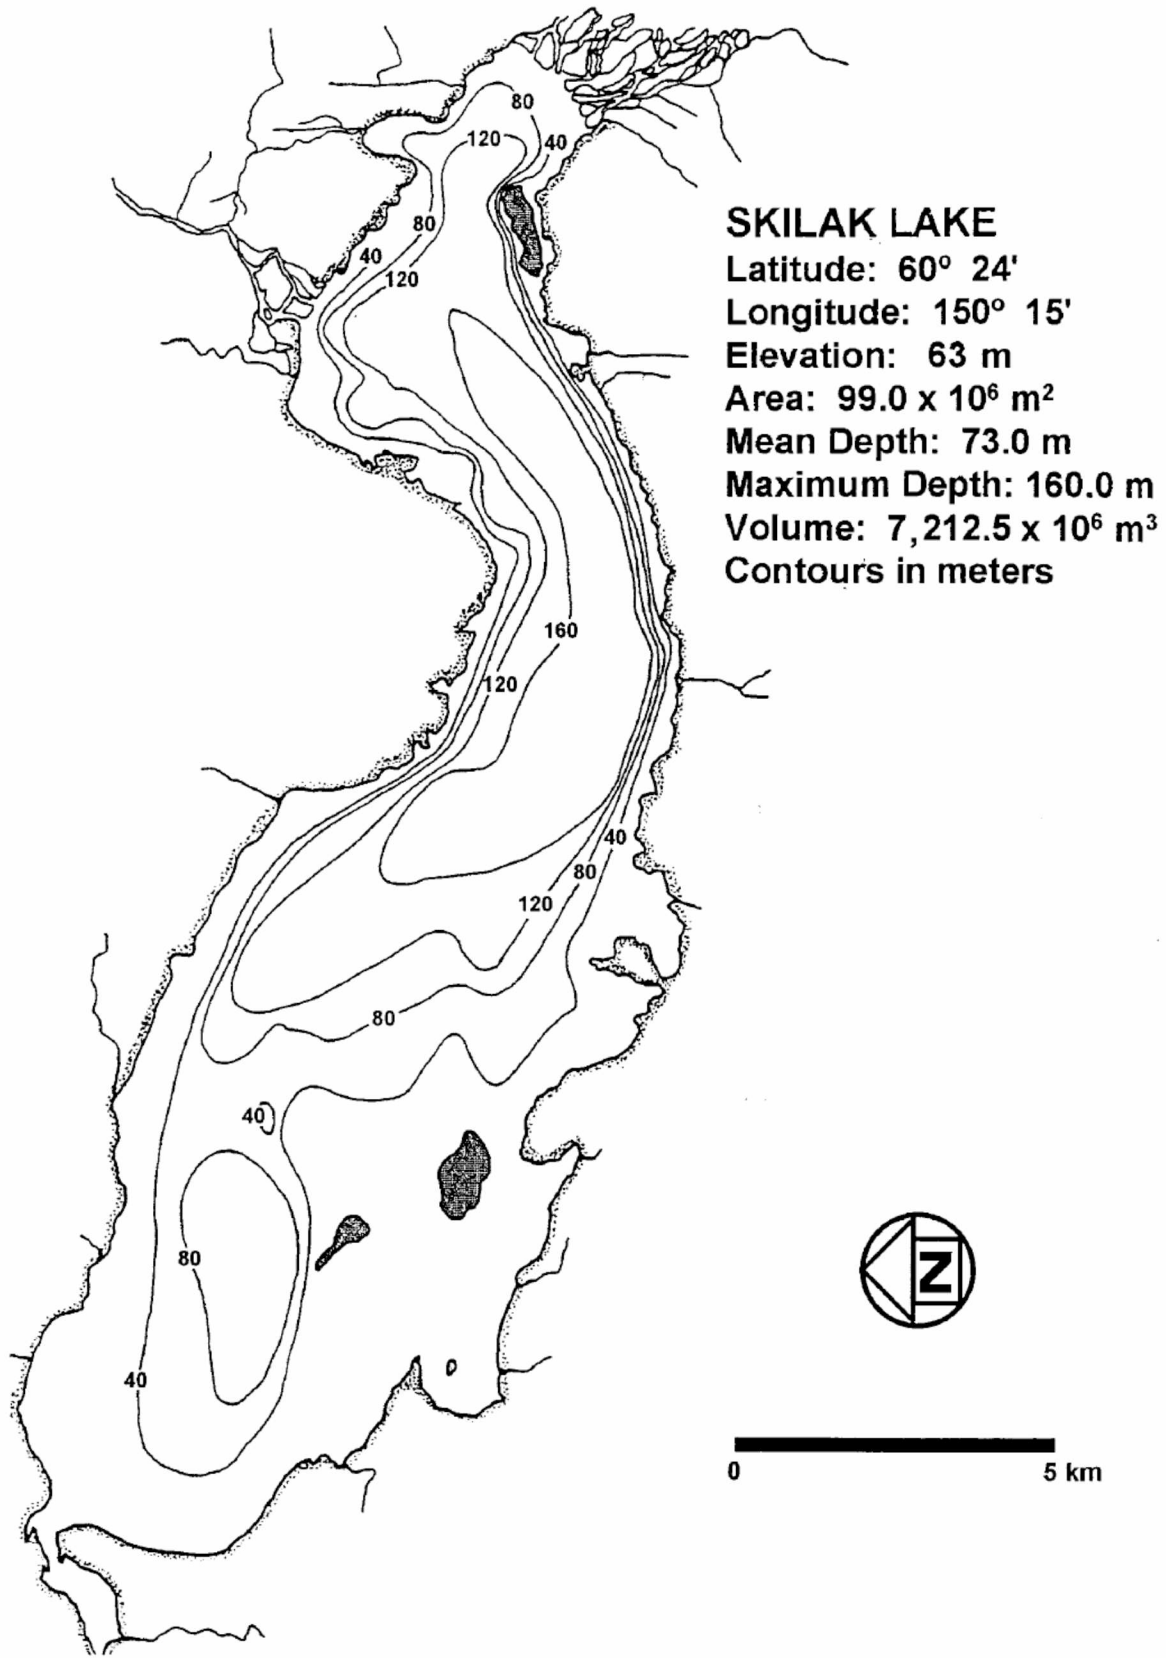 80
120
40
SKILAK LAKE
Latitude: 60º 24'
Longitude: 150º 15'
Elevation: 63 m
Area: 99.0 x 10⁶ m²
Mean Depth: 73.0 m
Maximum Depth: 160.0 m
Volume: 7,212.5 x 10⁶ m³
Contours in meters
80
40
120
160
120
40
80
120
80
40
80
40
N
0 5 km